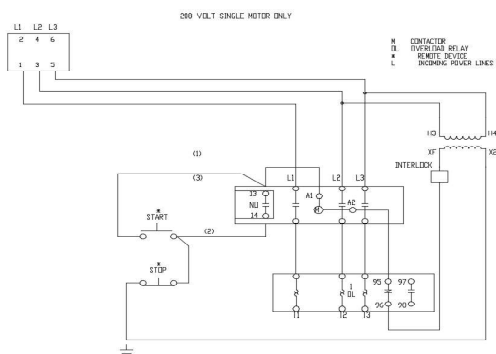 200 VOLT SINGLE MOTOR ONLY
L1 L2 L3
2 4 6
1 3 5
M CONTACTOR
OL OVERLOAD RELAY
* REMOTE DEVICE
L INCOMING POWER LINES
H4
XF X2
INTERLOCK
(1)
(3)
L1 L2 L3
13 A1
NO M A2
14
*
START
(2)
*
STOP
1
OL
95 97
96 98
T1 T2 T3